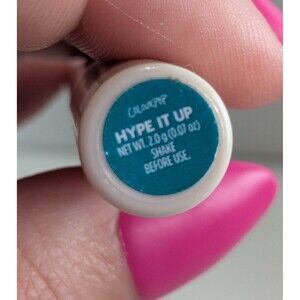 COLOURPOP
HYPE IT UP
NET WT. 2.0 g (0.07 oz)
SHAKE
BEFORE USE.